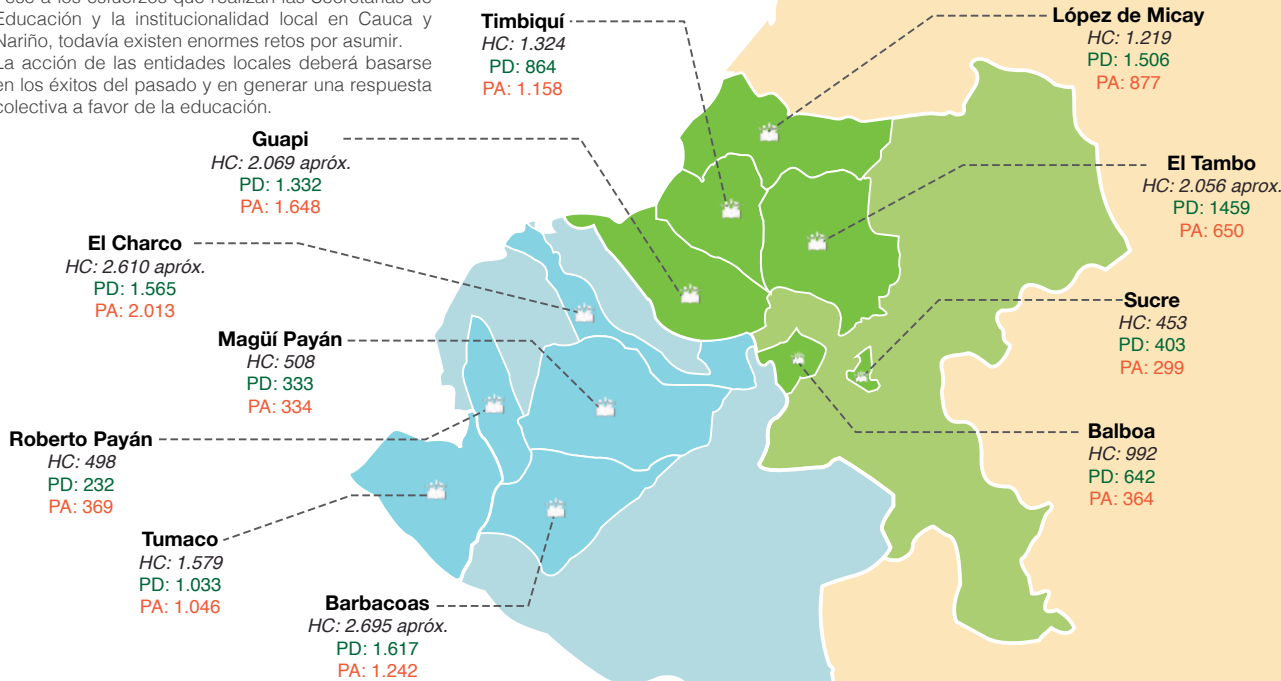 Educación y la institucionalidad local en Cauca y
Nariño, todavía existen enormes retos por asumir.
La acción de las entidades locales deberá basarse
en los éxitos del pasado y en generar una respuesta
colectiva a favor de la educación.
Timbiquí
HC: 1.324
PD: 864
PA: 1.158
López de Micay
HC: 1.219
PD: 1.506
PA: 877
Guapi
HC: 2.069 apróx.
PD: 1.332
PA: 1.648
El Tambo
HC: 2.056 aprox.
PD: 1459
PA: 650
El Charco
HC: 2.610 apróx.
PD: 1.565
PA: 2.013
Sucre
HC: 453
PD: 403
PA: 299
Magüí Payán
HC: 508
PD: 333
PA: 334
Roberto Payán
HC: 498
PD: 232
PA: 369
Balboa
HC: 992
PD: 642
PA: 364
Tumaco
HC: 1.579
PD: 1.033
PA: 1.046
Barbacoas
HC: 2.695 apróx.
PD: 1.617
PA: 1.242